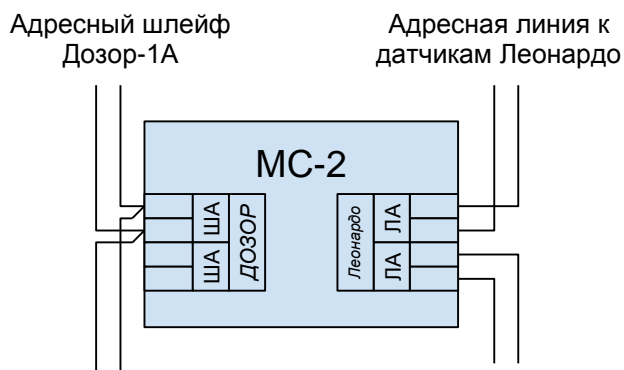 Адресный шлейф
Дозор-1А
Адресная линия к
датчикам Леонардо
МС-2
ША
ША
ДОЗОР
Леонардо
ЛА
ЛА